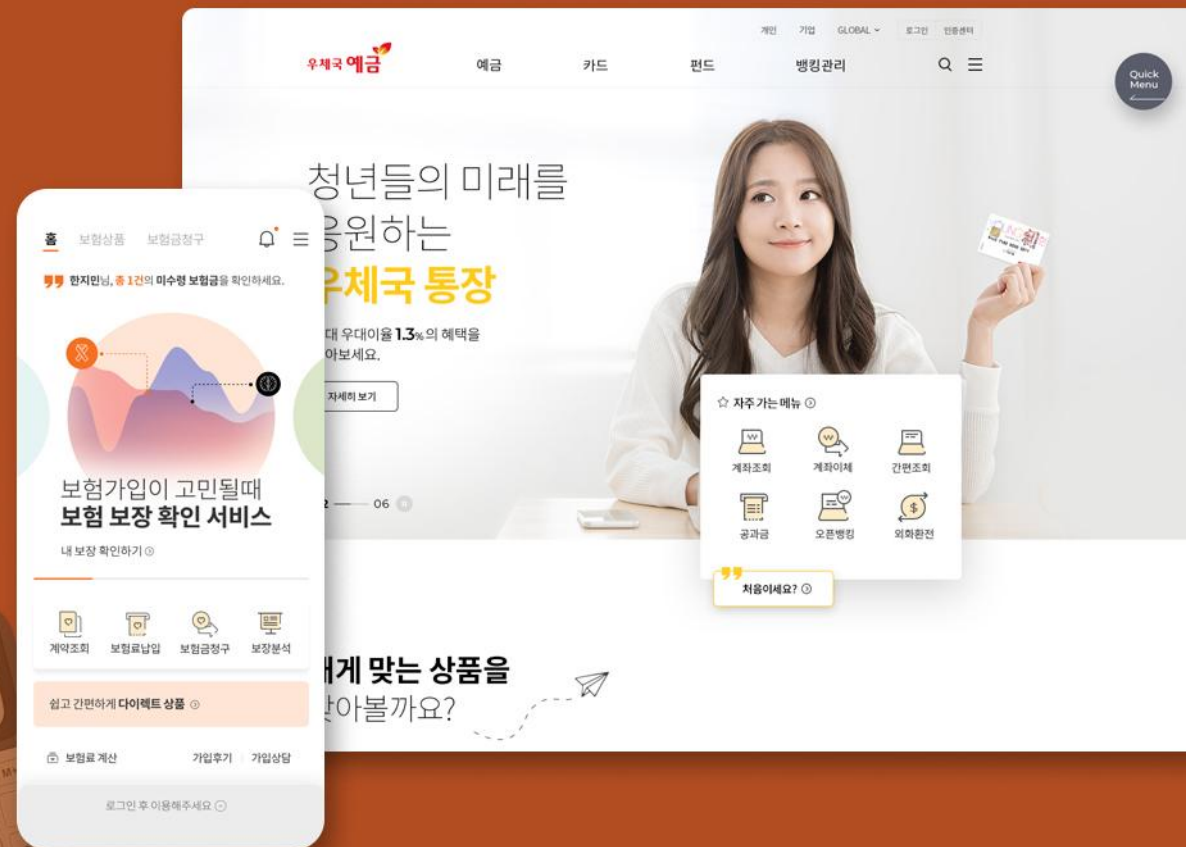 개인 기업 GLOBAL 로그인 인증센터
우체국 예금
예금 카드 펀드 뱅킹관리
Quick
Menu
청년들의 미래를
응원하는
우체국 통장
대 우대이율 1.3%의 혜택을
아보세요.
자세히 보기
06
자주 가는 메뉴
계좌조회 계좌이체 간편조회
공과금 오픈뱅킹 외화환전
처음이세요?
내게 맞는 상품을
찾아볼까요?
홈 보험상품 보험금청구
한지민님, 총 1건의 미수령 보험금을 확인하세요.
보험가입이 고민될때
보험 보장 확인 서비스
내 보장 확인하기
계약조회 보험료납입 보험금청구 보장분석
쉽고 간편하게 다이렉트 상품
보험료 계산 가입후기 가입상담
로그인 후 이용해주세요